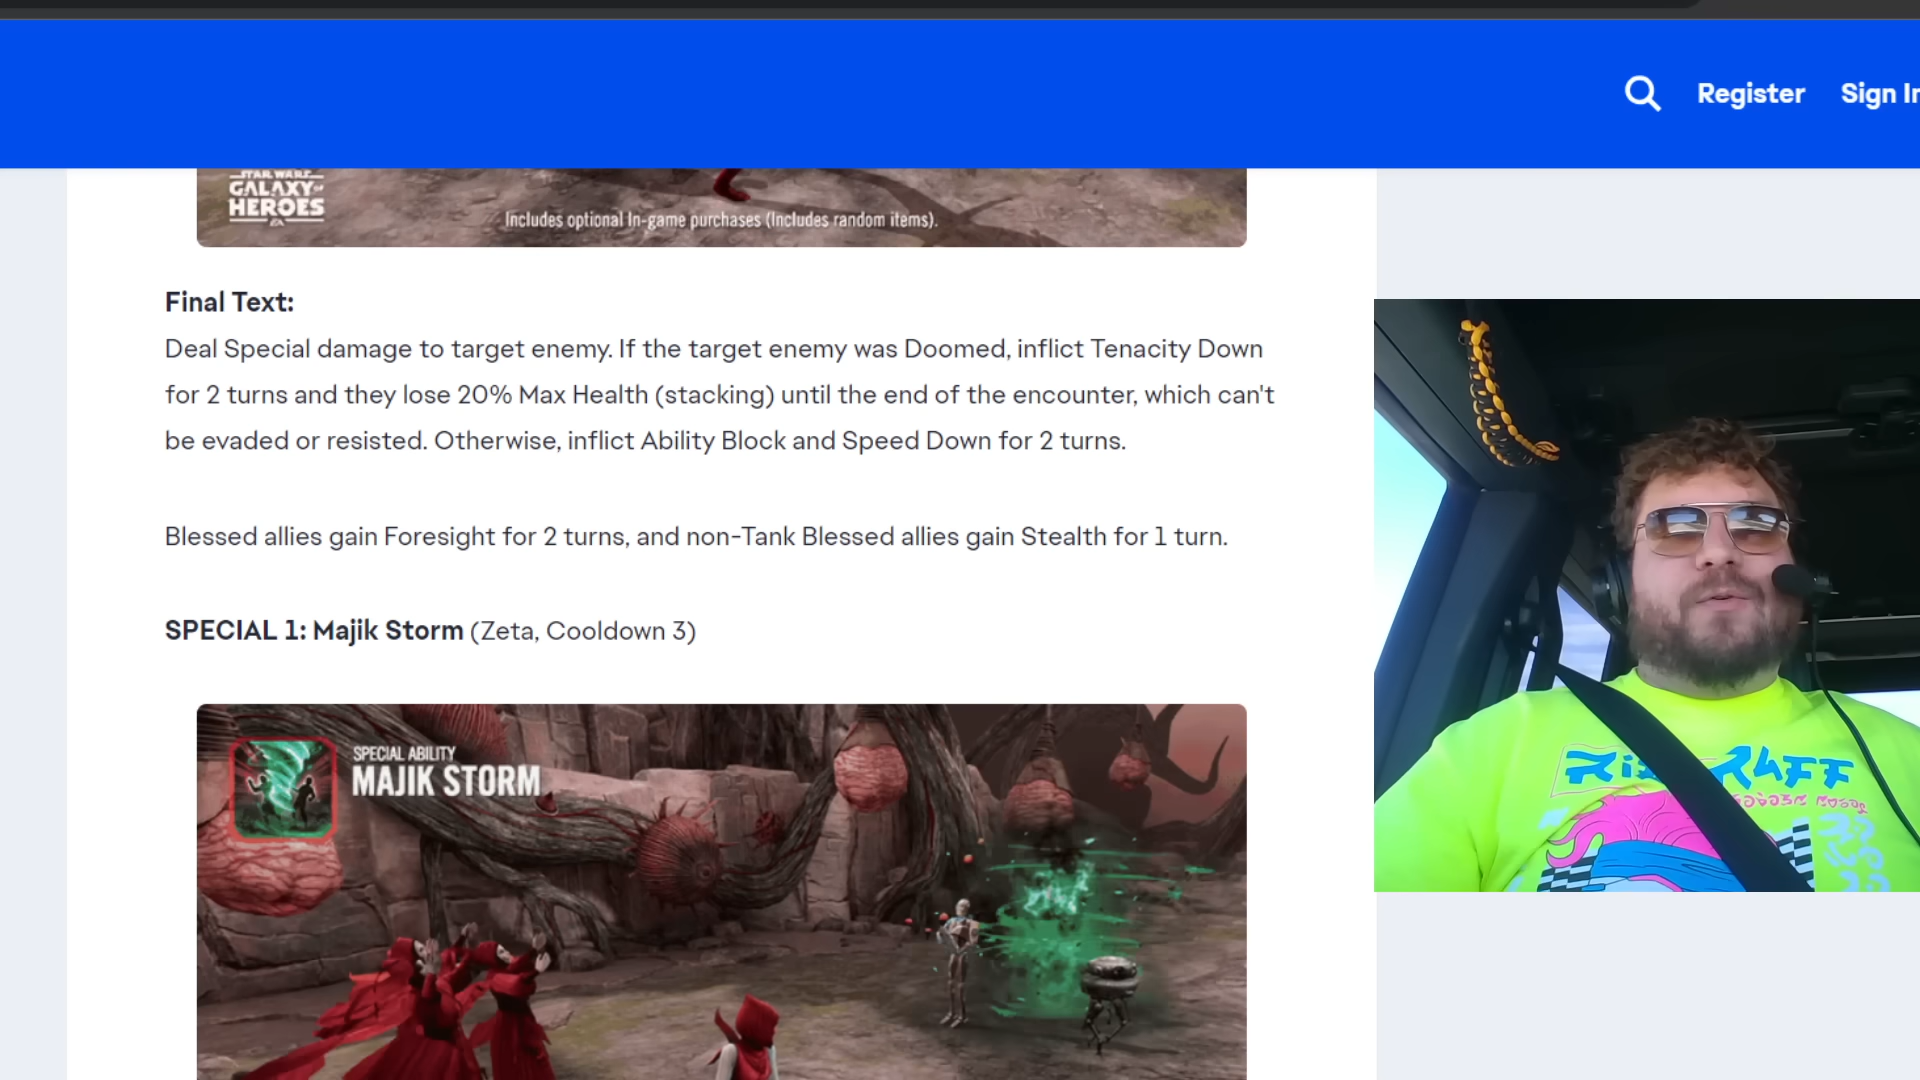 Register Sign In
STAR WARS
GALAXY OF
HEROES
EA
Includes optional In-game purchases (Includes random items).
Final Text:
Deal Special damage to target enemy. If the target enemy was Doomed, inflict Tenacity Down
for 2 turns and they lose 20% Max Health (stacking) until the end of the encounter, which can't
be evaded or resisted. Otherwise, inflict Ability Block and Speed Down for 2 turns.
Blessed allies gain Foresight for 2 turns, and non-Tank Blessed allies gain Stealth for 1 turn.
SPECIAL 1: Majik Storm (Zeta, Cooldown 3)
SPECIAL ABILITY
MAJIK STORM